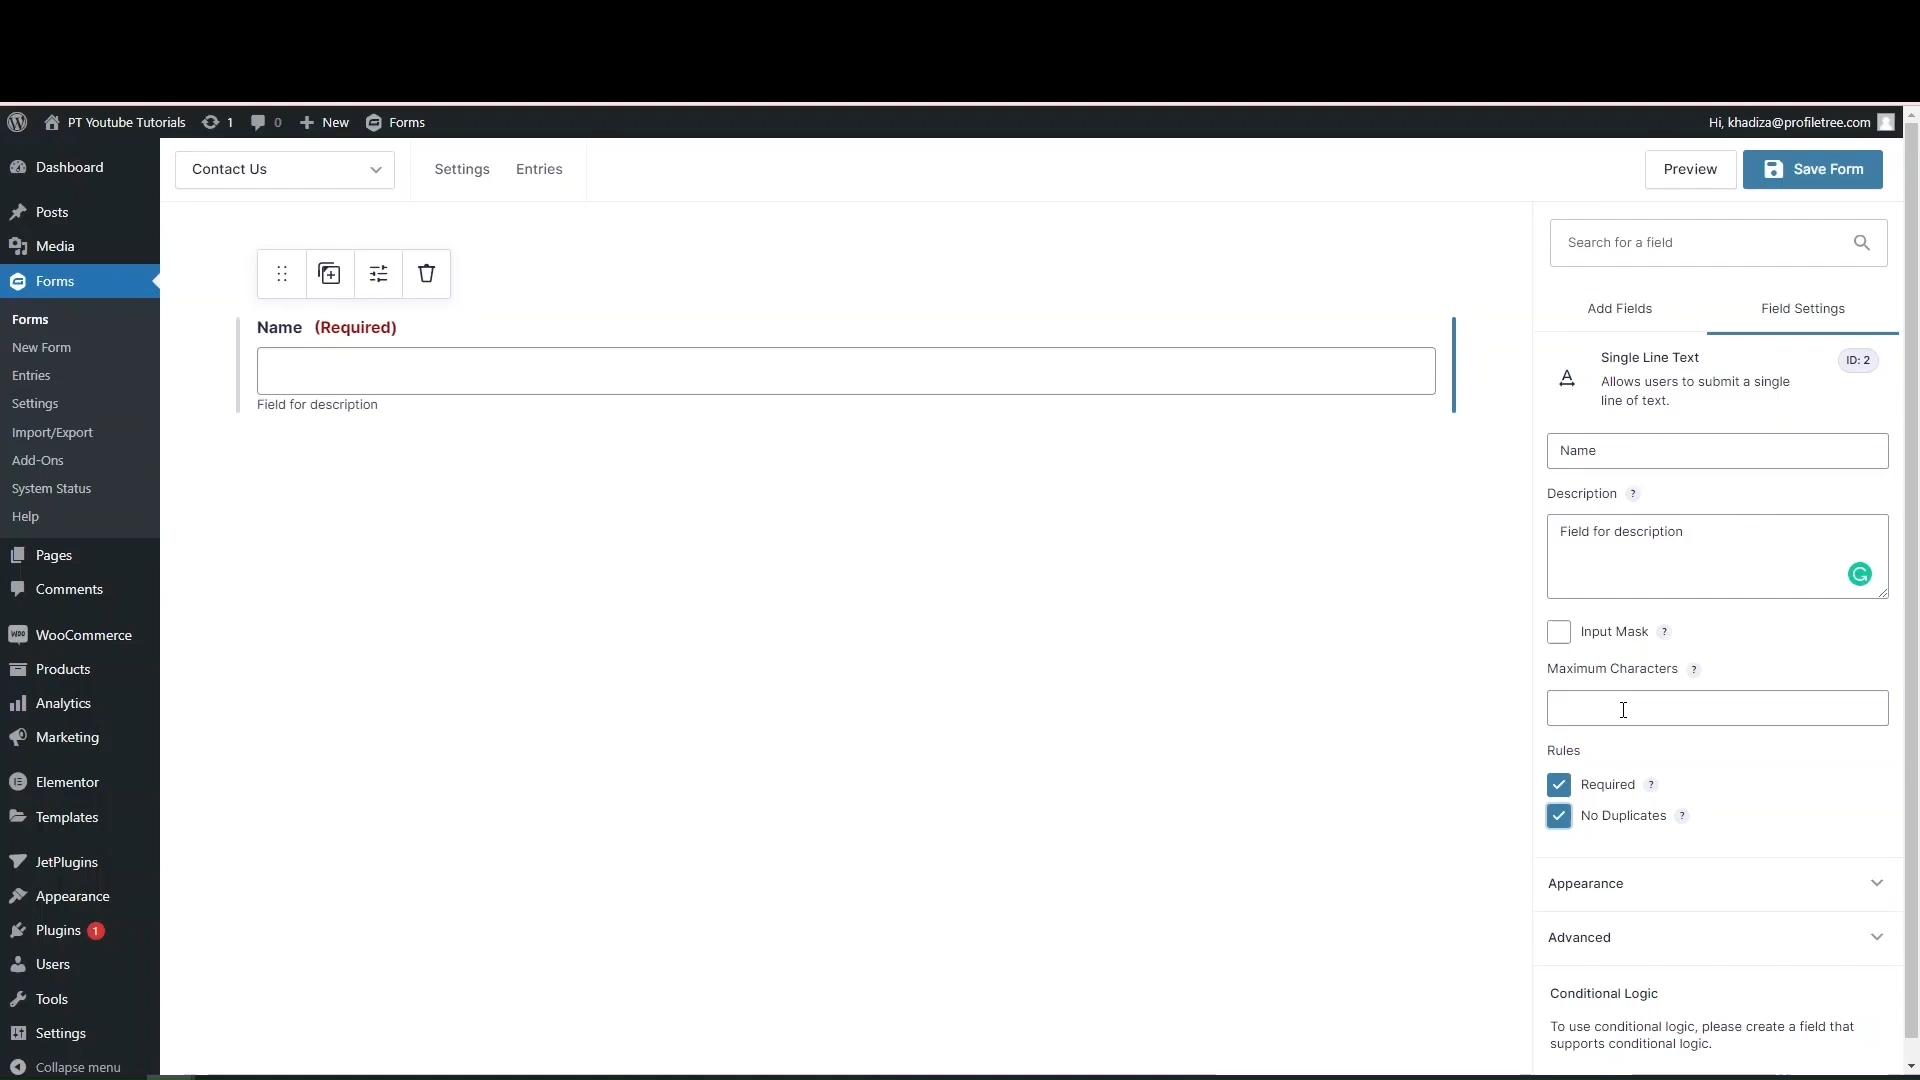 PT Youtube Tutorials 1 0 New Forms Hi, khadiza@profiletree.com
Dashboard
Posts
Media
Forms
Forms
New Form
Entries
Settings
Import/Export
Add-Ons
System Status
Help
Pages
Comments
WooCommerce
Products
Analytics
Marketing
Elementor
Templates
JetPlugins
Appearance
Plugins 1
Users
Tools
Settings
Collapse menu
Contact Us Settings Entries Preview Save Form
Name (Required)
Field for description
Search for a field
Add Fields Field Settings
Single Line Text ID: 2
Allows users to submit a single
line of text.
Name
Description ?
Field for description
Input Mask ?
Maximum Characters ?
Rules
Required ?
No Duplicates ?
Appearance
Advanced
Conditional Logic
To use conditional logic, please create a field that
supports conditional logic.